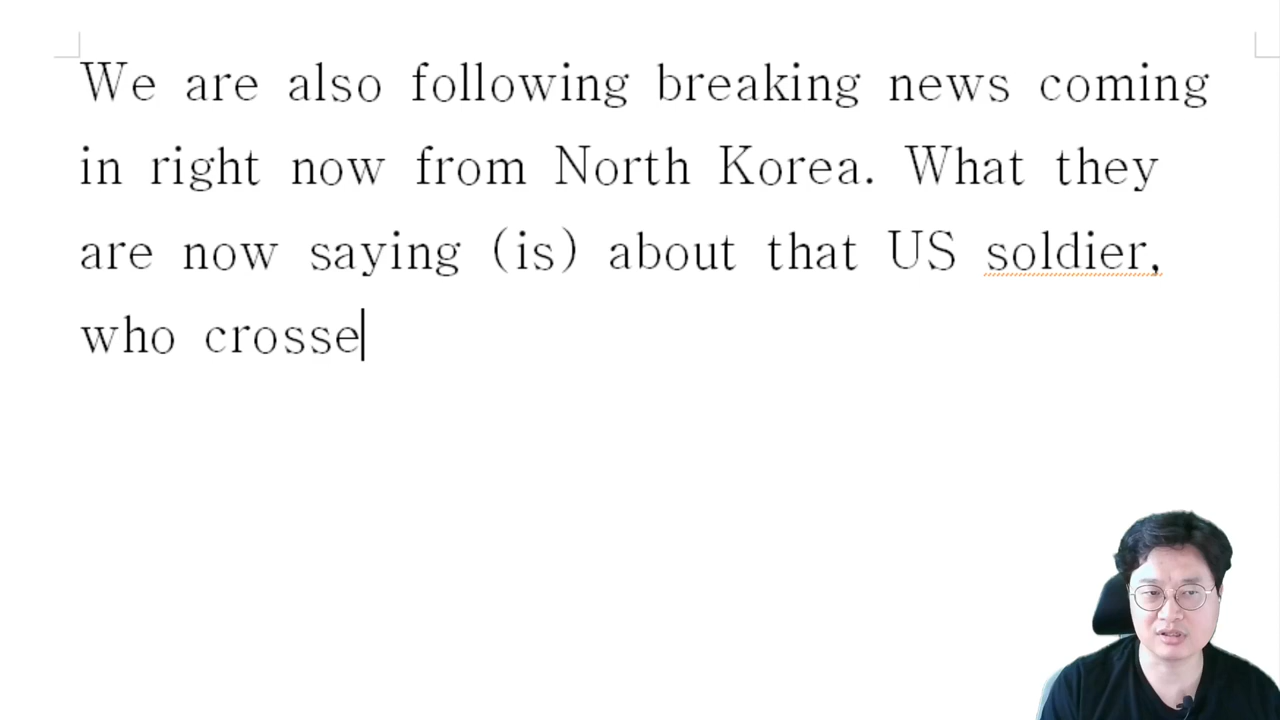 We are also following breaking news coming
in right now from North Korea. What they
are now saying (is) about that US soldier,
who crosse